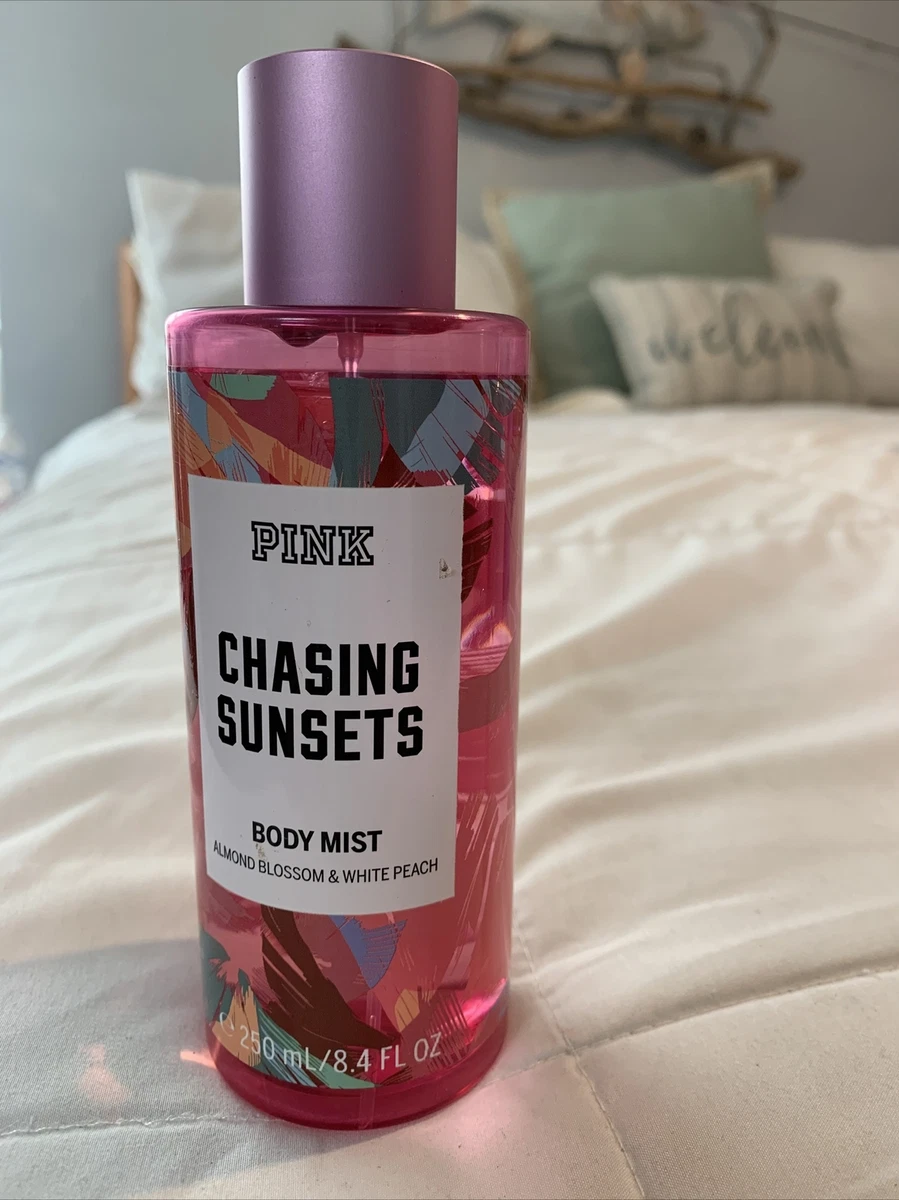 PINK
CHASING
SUNSETS
BODY MIST
ALMOND BLOSSOM & WHITE PEACH
250 mL/8.4 FL OZ